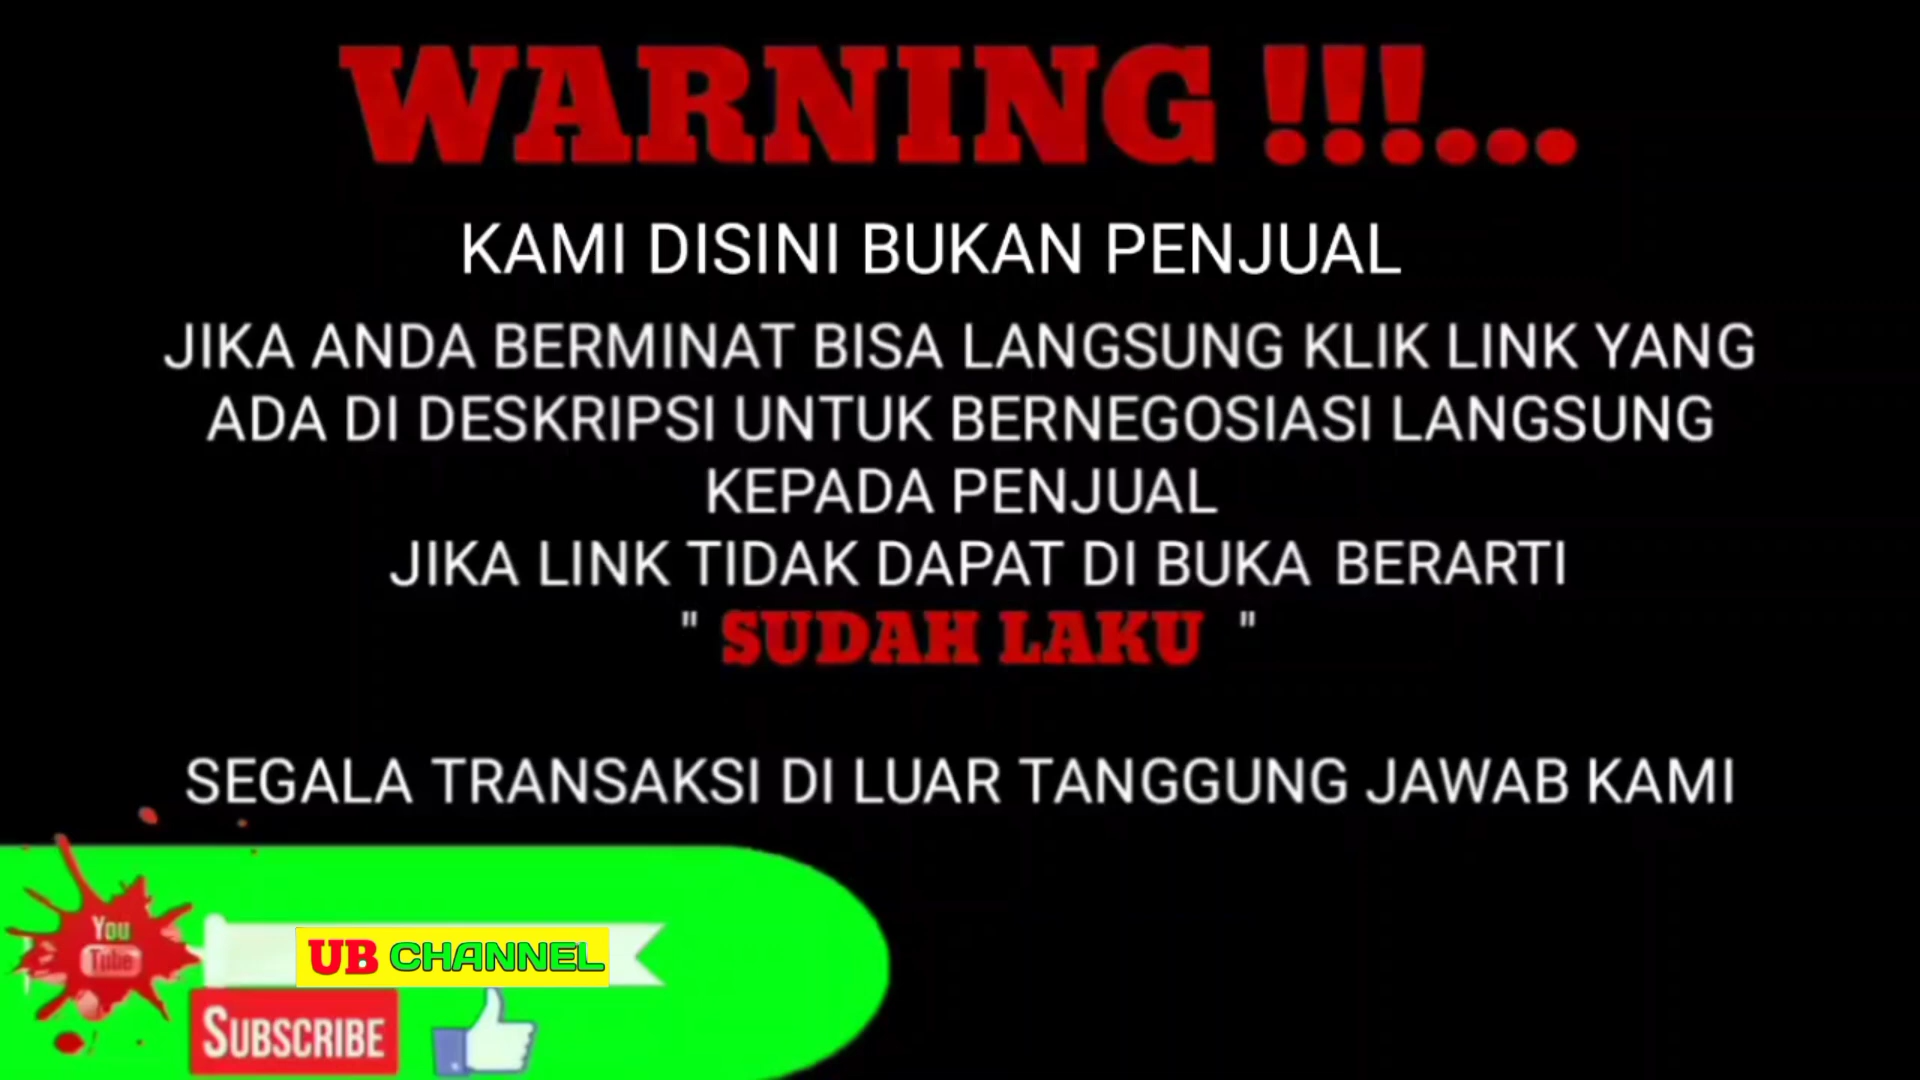 WARNING !!!...
KAMI DISINI BUKAN PENJUAL
JIKA ANDA BERMINAT BISA LANGSUNG KLIK LINK YANG
ADA DI DESKRIPSI UNTUK BERNEGOSIASI LANGSUNG
KEPADA PENJUAL
JIKA LINK TIDAK DAPAT DI BUKA BERARTI
" SUDAH LAKU "
SEGALA TRANSAKSI DI LUAR TANGGUNG JAWAB KAMI
You
Tube
UB CHANNEL
SUBSCRIBE